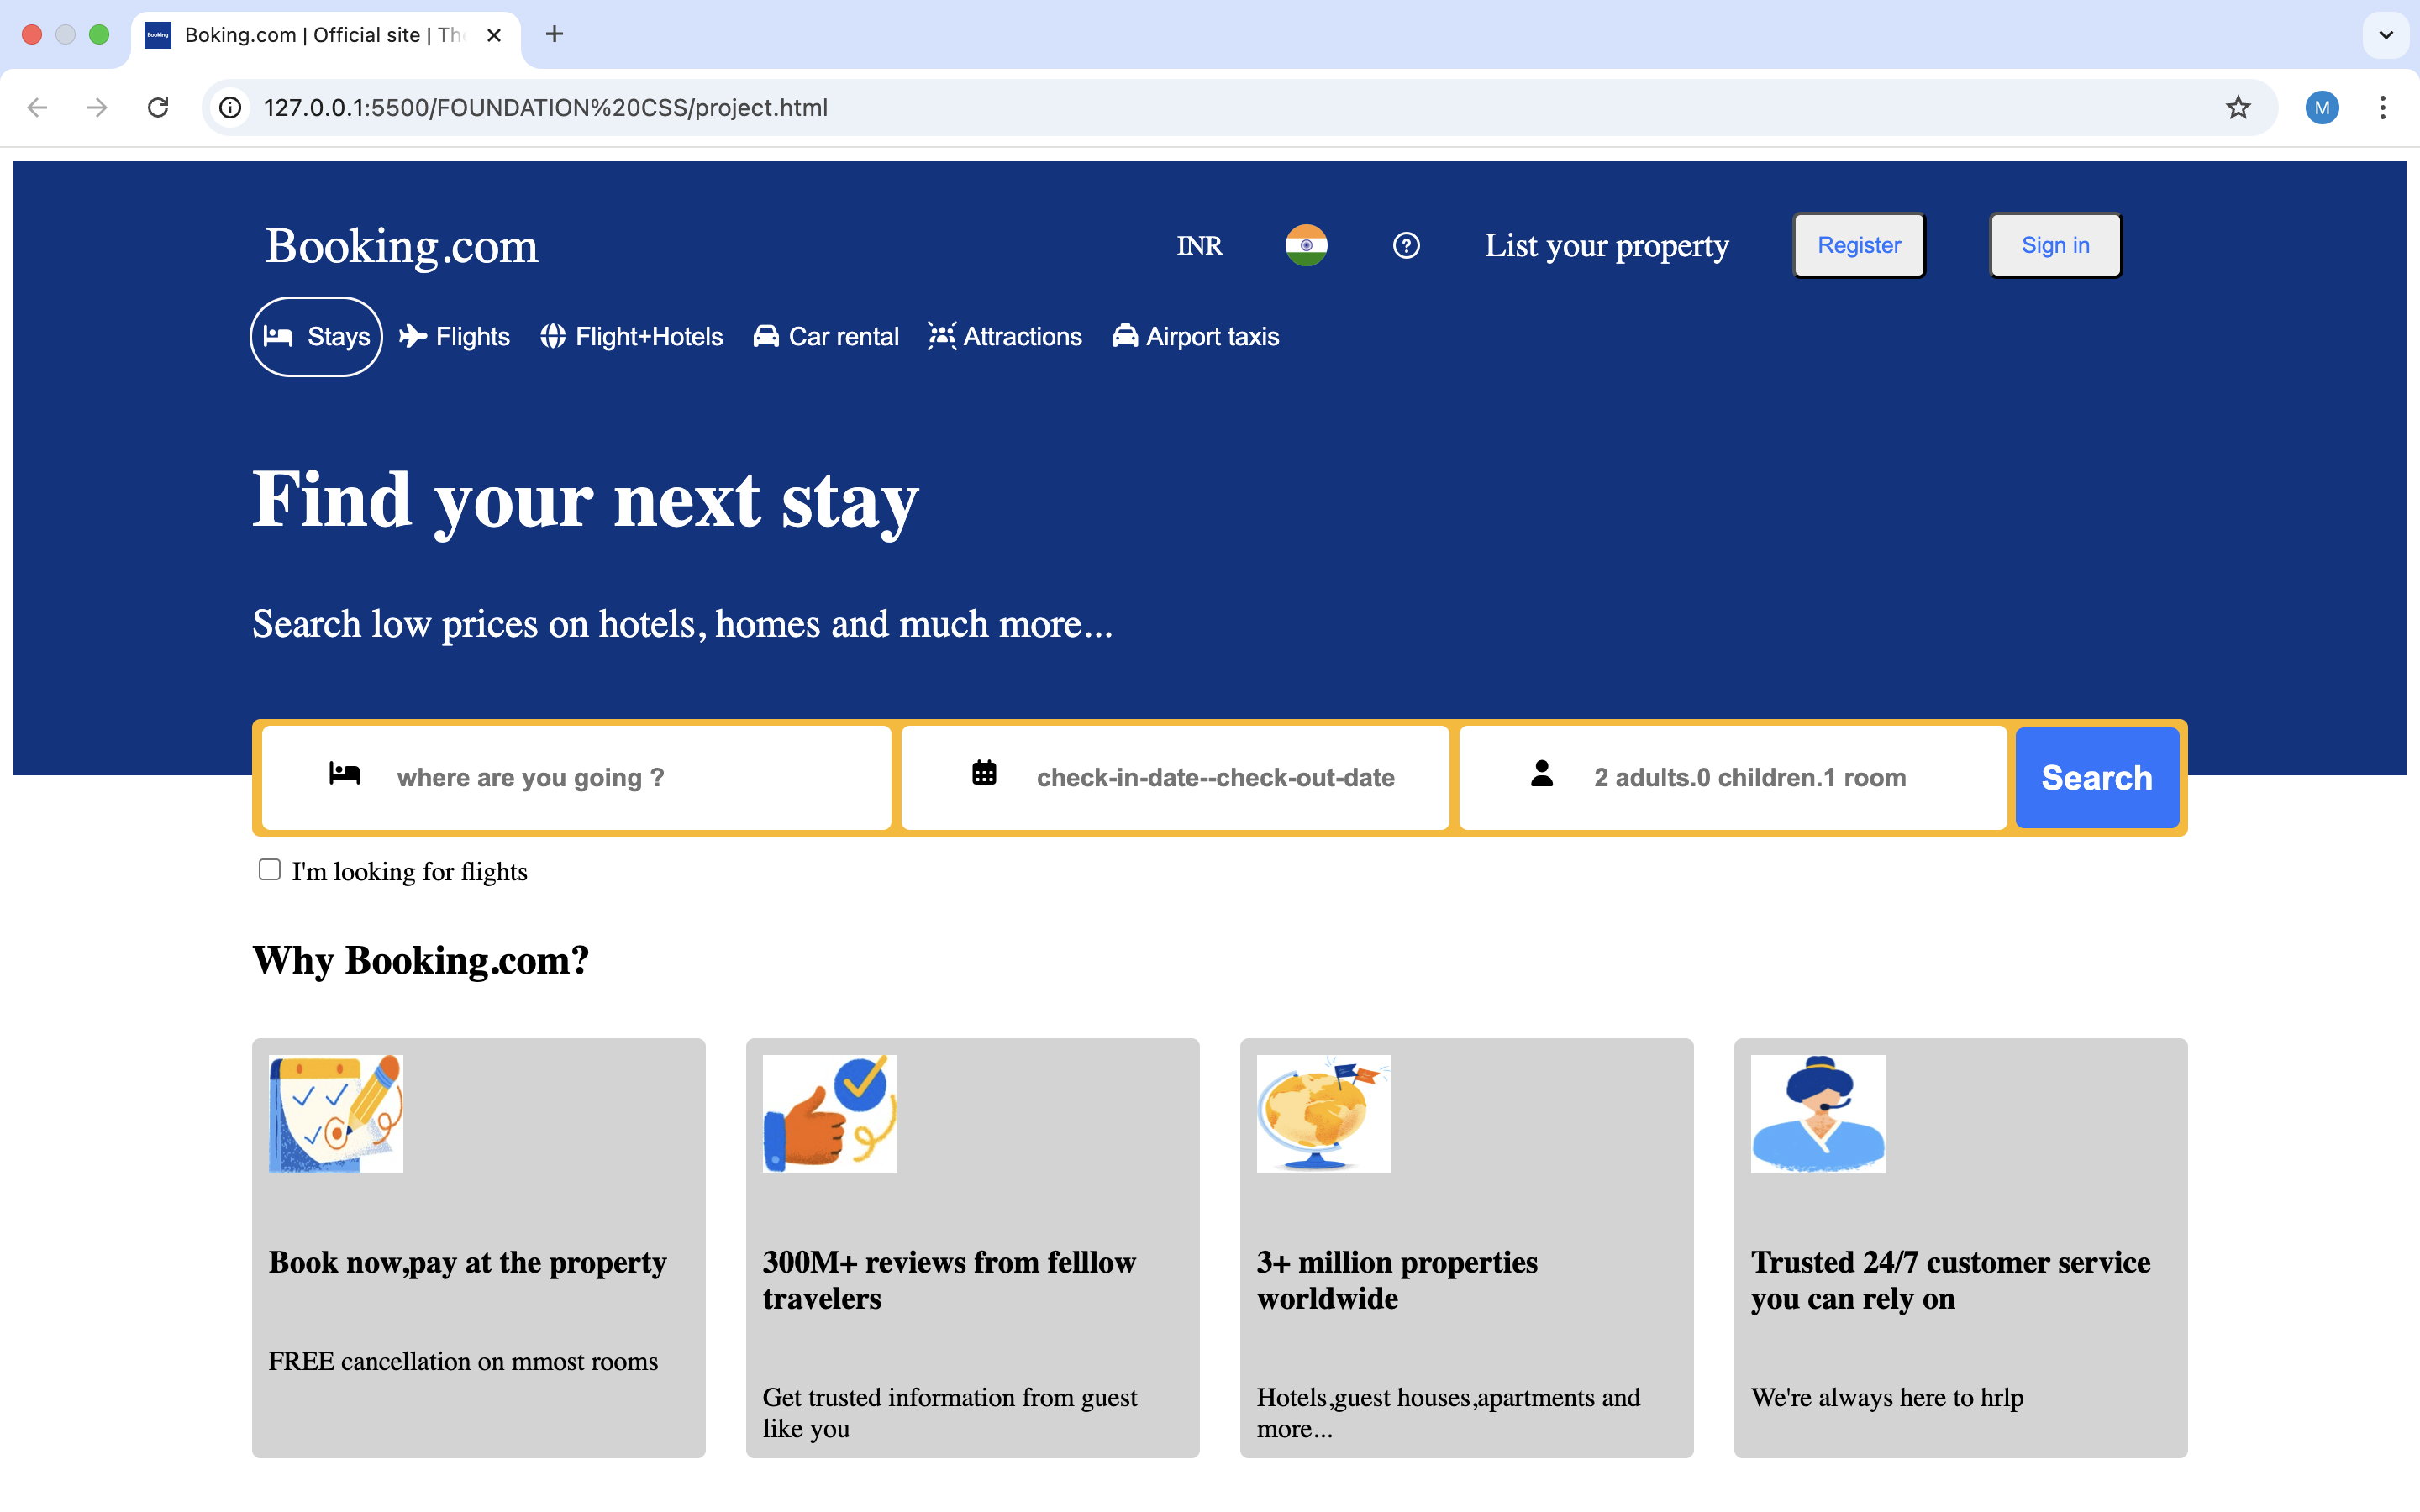 Boking.com | Official site | Th
127.0.0.1:5500/FOUNDATION%20CSS/project.html
M
Booking.com
INR
List your property
Register
Sign in
Stays
Flights
Flight+Hotels
Car rental
Attractions
Airport taxis
Find your next stay
Search low prices on hotels, homes and much more...
where are you going ?
check-in-date--check-out-date
2 adults.0 children.1 room
Search
I'm looking for flights
Why Booking.com?
Book now,pay at the property
FREE cancellation on mmost rooms
300M+ reviews from felllow
travelers
Get trusted information from guest
like you
3+ million properties
worldwide
Hotels,guest houses,apartments and
more...
Trusted 24/7 customer service
you can rely on
We're always here to hrlp